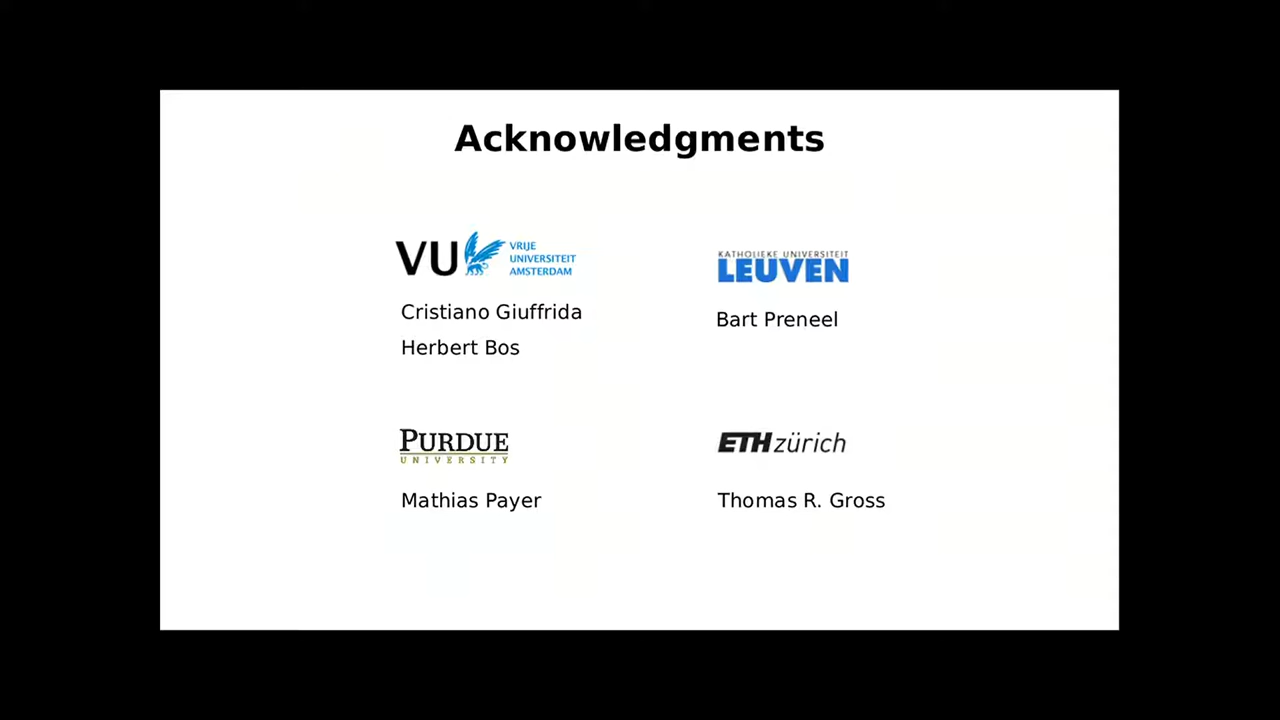 Acknowledgments
VU VRIJE
UNIVERSITEIT
AMSTERDAM
Cristiano Giuffrida
Herbert Bos
KATHOLIEKE UNIVERSITEIT
LEUVEN
Bart Preneel
PURDUE
UNIVERSITY
Mathias Payer
ETH zürich
Thomas R. Gross